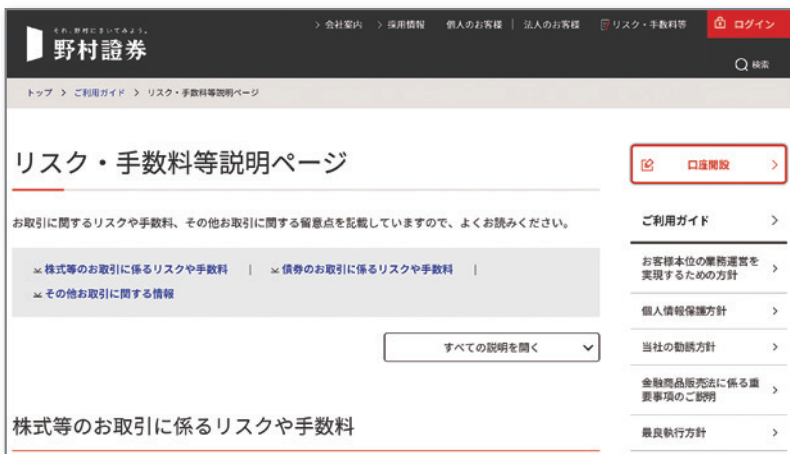 それ、野村にきいてみよう。
野村證券
> 会社案内 > 採用情報 個人のお客様 | 法人のお客様 リスク・手数料等 ログイン
検索
トップ > ご利用ガイド > リスク・手数料等説明ページ
リスク・手数料等説明ページ
お取引に関するリスクや手数料、その他お取引に関する留意点を記載していますので、よくお読みください。
株式等のお取引に係るリスクや手数料 | 債券のお取引に係るリスクや手数料 |
その他お取引に関する情報
すべての説明を開く
株式等のお取引に係るリスクや手数料
口座開設 >
ご利用ガイド >
お客様本位の業務運営を
実現するための方針 >
個人情報保護方針 >
当社の勧誘方針 >
金融商品販売法に係る重
要事項のご説明 >
最良執行方針 >